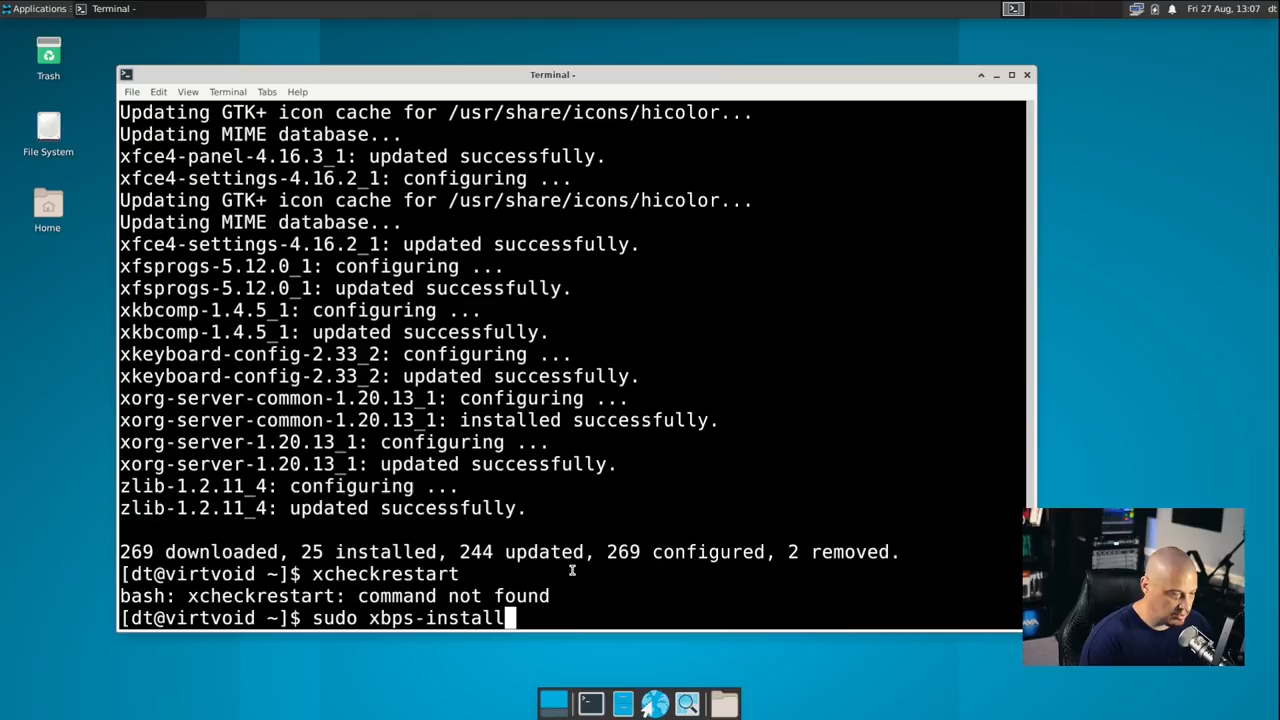 Applications
Terminal -
Fri 27 Aug, 13:07 dt
Trash
File System
Home
Terminal -
File Edit View Terminal Tabs Help
Updating GTK+ icon cache for /usr/share/icons/hicolor...
Updating MIME database...
xfce4-panel-4.16.3_1: updated successfully.
xfce4-settings-4.16.2_1: configuring ...
Updating GTK+ icon cache for /usr/share/icons/hicolor...
Updating MIME database...
xfce4-settings-4.16.2_1: updated successfully.
xfsprogs-5.12.0_1: configuring ...
xfsprogs-5.12.0_1: updated successfully.
xkbcomp-1.4.5_1: configuring ...
xkbcomp-1.4.5_1: updated successfully.
xkeyboard-config-2.33_2: configuring ...
xkeyboard-config-2.33_2: updated successfully.
xorg-server-common-1.20.13_1: configuring ...
xorg-server-common-1.20.13_1: installed successfully.
xorg-server-1.20.13_1: configuring ...
xorg-server-1.20.13_1: updated successfully.
zlib-1.2.11_4: configuring ...
zlib-1.2.11_4: updated successfully.
269 downloaded, 25 installed, 244 updated, 269 configured, 2 removed.
[dt@virtvoid ~]$ xcheckrestart
bash: xcheckrestart: command not found
[dt@virtvoid ~]$ sudo xbps-install